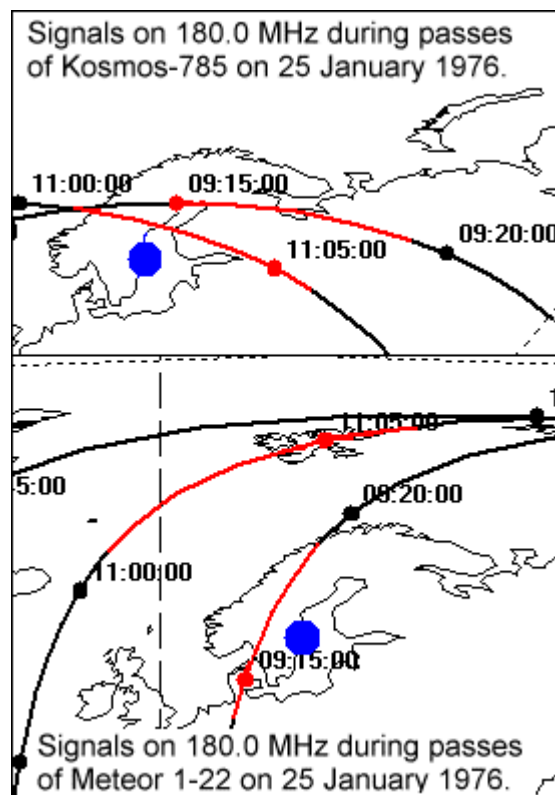 Signals on 180.0 MHz during passes
of Kosmos-785 on 25 January 1976.
11:00:00
09:15:00
11:05:00
09:20:00
1
11:05:00
5:00
09:20:00
11:00:00
09:15:00
Signals on 180.0 MHz during passes
of Meteor 1-22 on 25 January 1976.